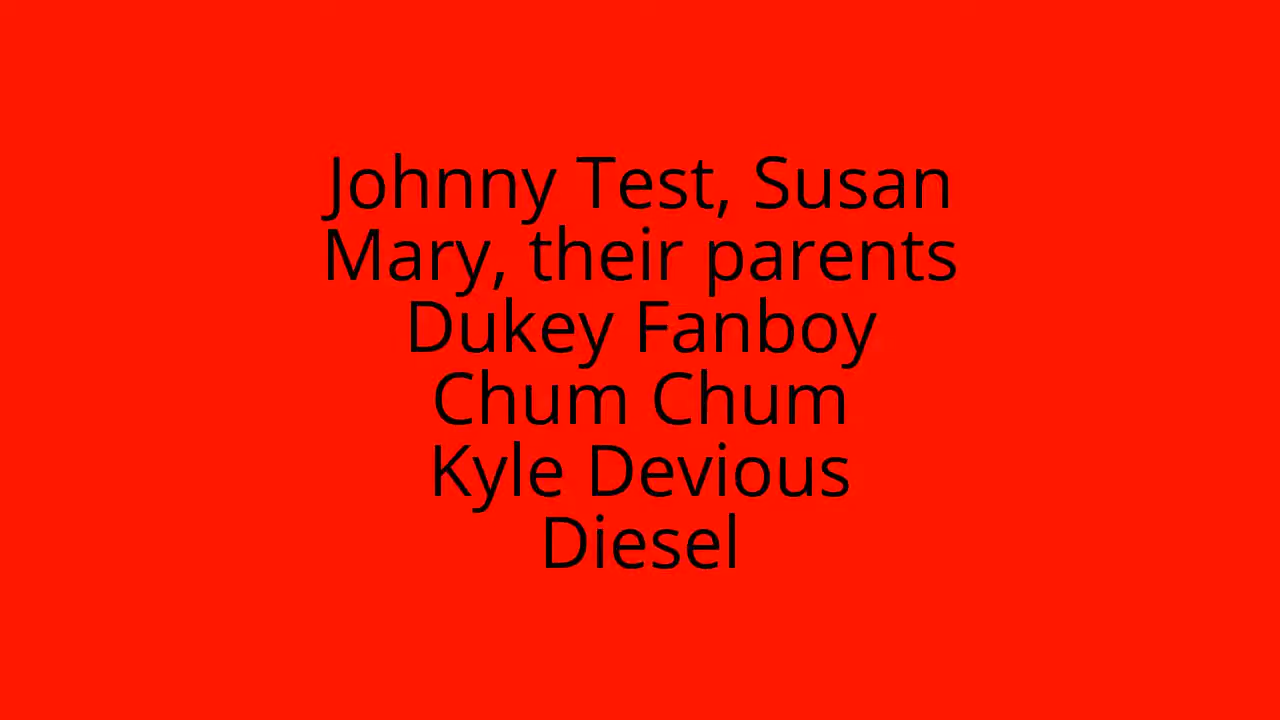 Johnny Test, Susan
Mary, their parents
Dukey Fanboy
Chum Chum
Kyle Devious
Diesel